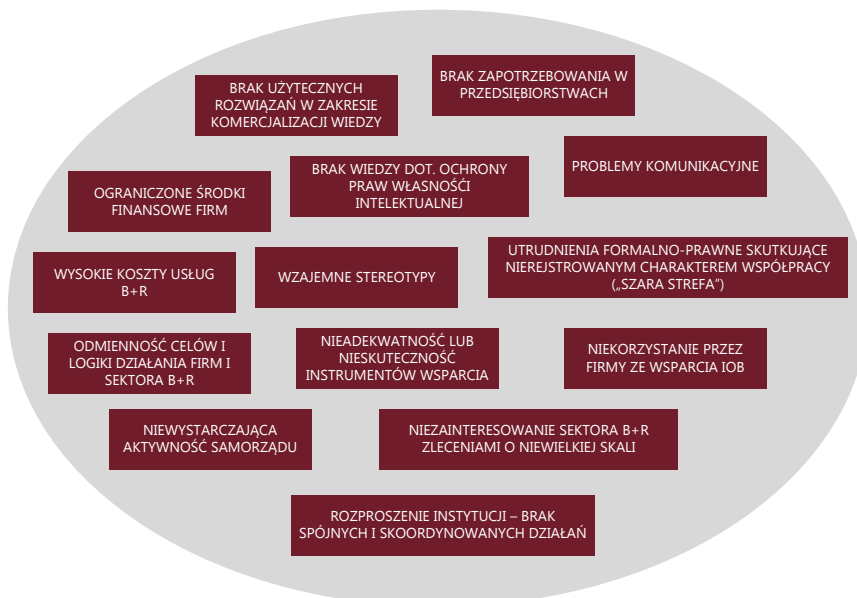 BRAK UŻYTECZNYCH
ROZWIĄZAŃ W ZAKRESIE
KOMERCJALIZACJI WIEDZY
BRAK ZAPOTRZEBOWANIA W
PRZEDSIĘBIORSTWACH
OGRANICZONE ŚRODKI
FINANSOWE FIRM
BRAK WIEDZY DOT. OCHRONY
PRAW WŁASNOŚĆI
INTELEKTUALNEJ
PROBLEMY KOMUNIKACYJNE
WYSOKIE KOSZTY USŁUG
B+R
WZAJEMNE STEREOTYPY
UTRUDNIENIA FORMALNO-PRAWNE SKUTKUJĄCE
NIEREJSTROWANYM CHARAKTEREM WSPÓŁPRACY
(„SZARA STREFA")
ODMIENNOŚĆ CELÓW I
LOGIKI DZIAŁANIA FIRM I
SEKTORA B+R
NIEADEKWATNOŚĆ LUB
NIESKUTECZNOŚĆ
INSTRUMENTÓW WSPARCIA
NIEKORZYSTANIE PRZEZ
FIRMY ZE WSPARCIA IOB
NIEWYSTARCZAJĄCA
AKTYWNOŚĆ SAMORZĄDU
NIEZAINTERESOWANIE SEKTORA B+R
ZLECENIAMI O NIEWIELKIEJ SKALI
ROZPROSZENIE INSTYTUCJI – BRAK
SPÓJNYCH I SKOORDYNOWANYCH DZIAŁAŃ